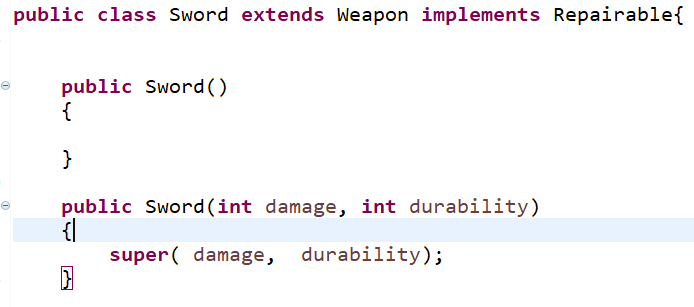 public class Sword extends Weapon implements Repairable{
public Sword()
{
}
public Sword(int damage, int durability)
{
super( damage,  durability);
}